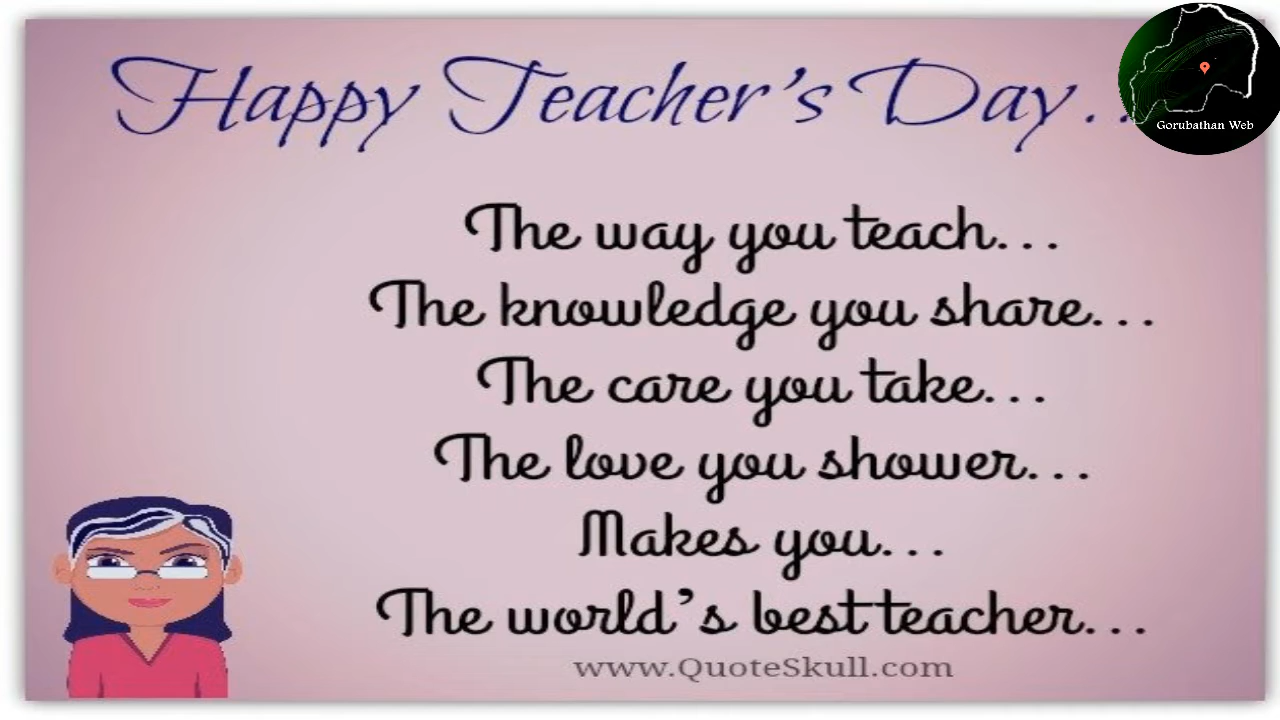 Happy Teacher's Day . .
Gorubathan Web
The way you teach...
The knowledge you share...
The care you take...
The love you shower...
Makes you...
The world's best teacher...
www.QuoteSkull.com